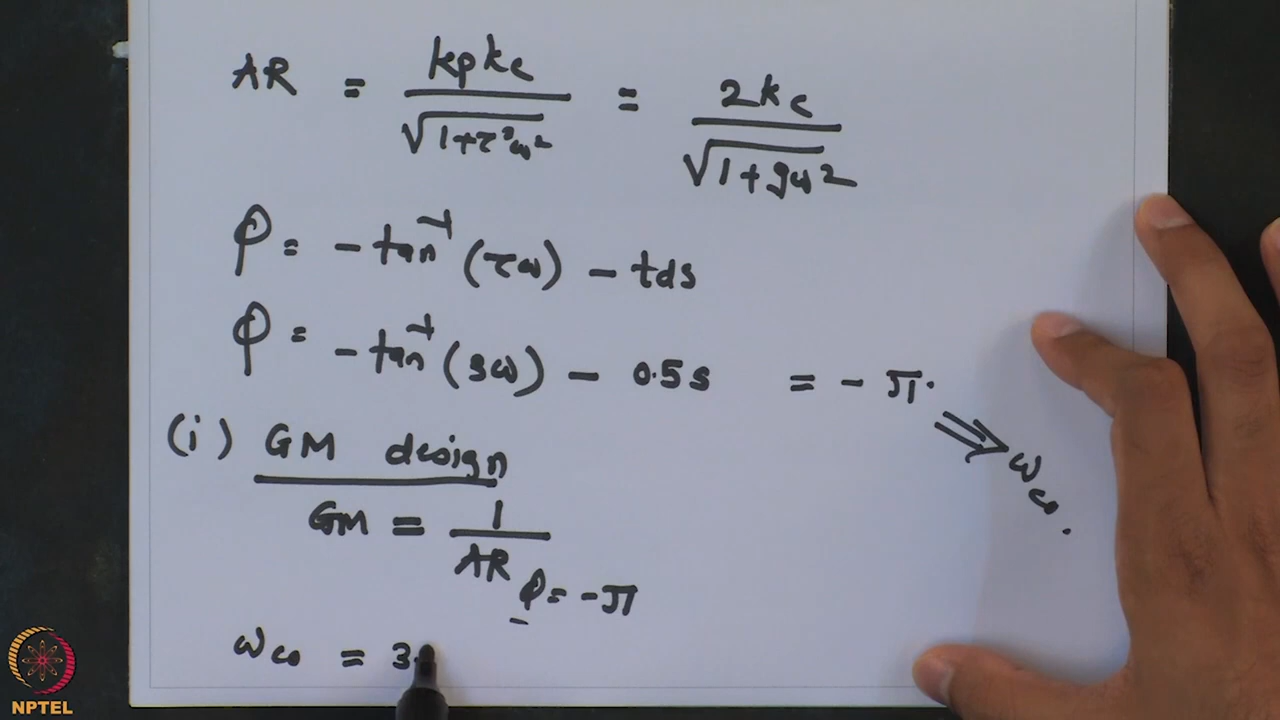 AR = kpkc / √1+τ²ω² = 2kc / √1+9ω2
φ = - tan⁻¹ (τω) - tds
φ = - tan⁻¹ (3ω) - 0.5s = - π.
⇒ ωco.
(i) GM design
GM = 1 / AR φ = -π
ωco = 3.
NPTEL